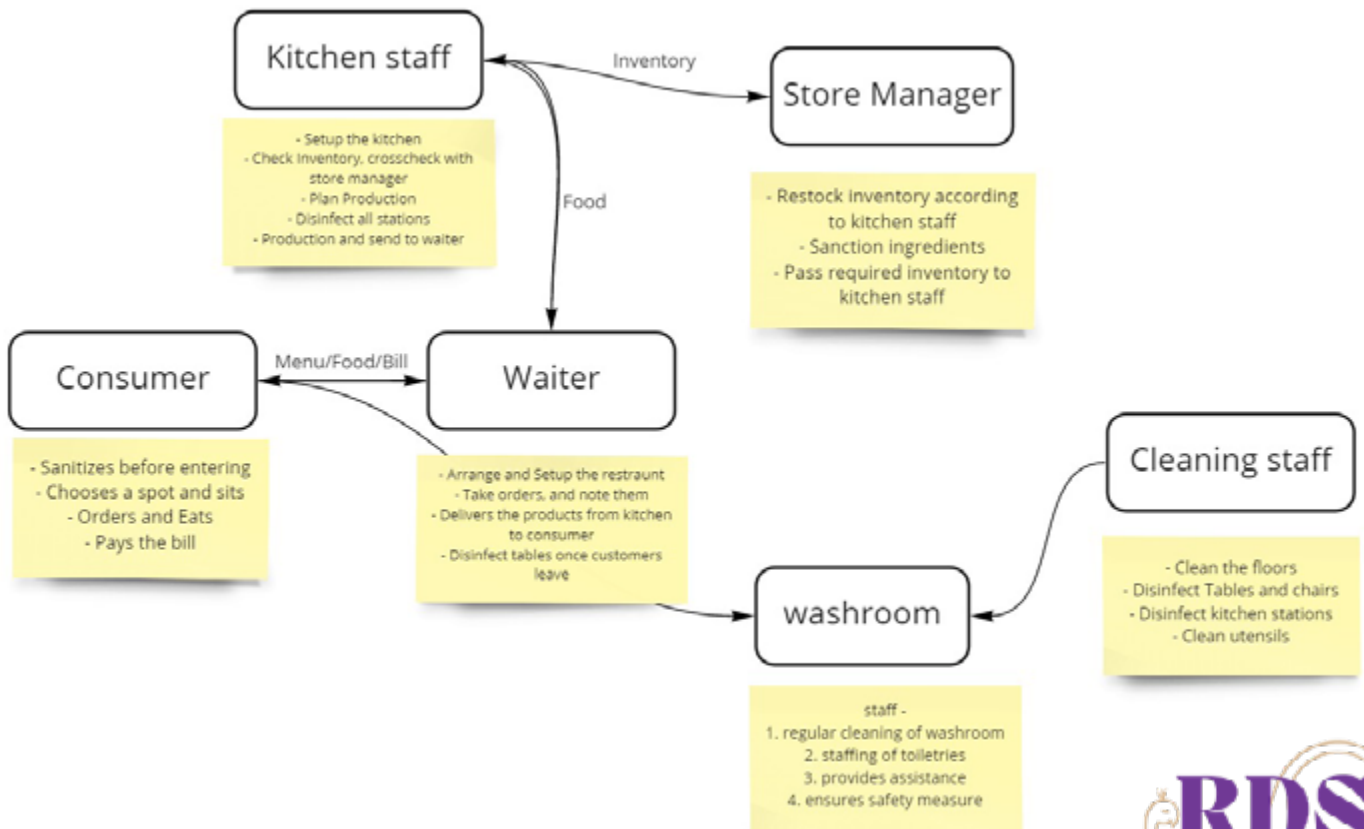 Kitchen staff
Inventory
Store Manager
- Setup the kitchen
- Check Inventory, crosscheck with
store manager
- Plan Production
- Disinfect all stations
- Production and send to waiter
Food
- Restock inventory according
to kitchen staff
- Sanction ingredients
- Pass required inventory to
kitchen staff
Consumer
Menu/Food/Bill
Waiter
- Sanitizes before entering
- Chooses a spot and sits
- Orders and Eats
- Pays the bill
- Arrange and Setup the restraunt
- Take orders, and note them
- Delivers the products from kitchen
to consumer
- Disinfect tables once customers
leave
Cleaning staff
- Clean the floors
- Disinfect Tables and chairs
- Disinfect kitchen stations
- Clean utensils
washroom
staff -
1. regular cleaning of washroom
2. staffing of toiletries
3. provides assistance
4. ensures safety measure
RDS